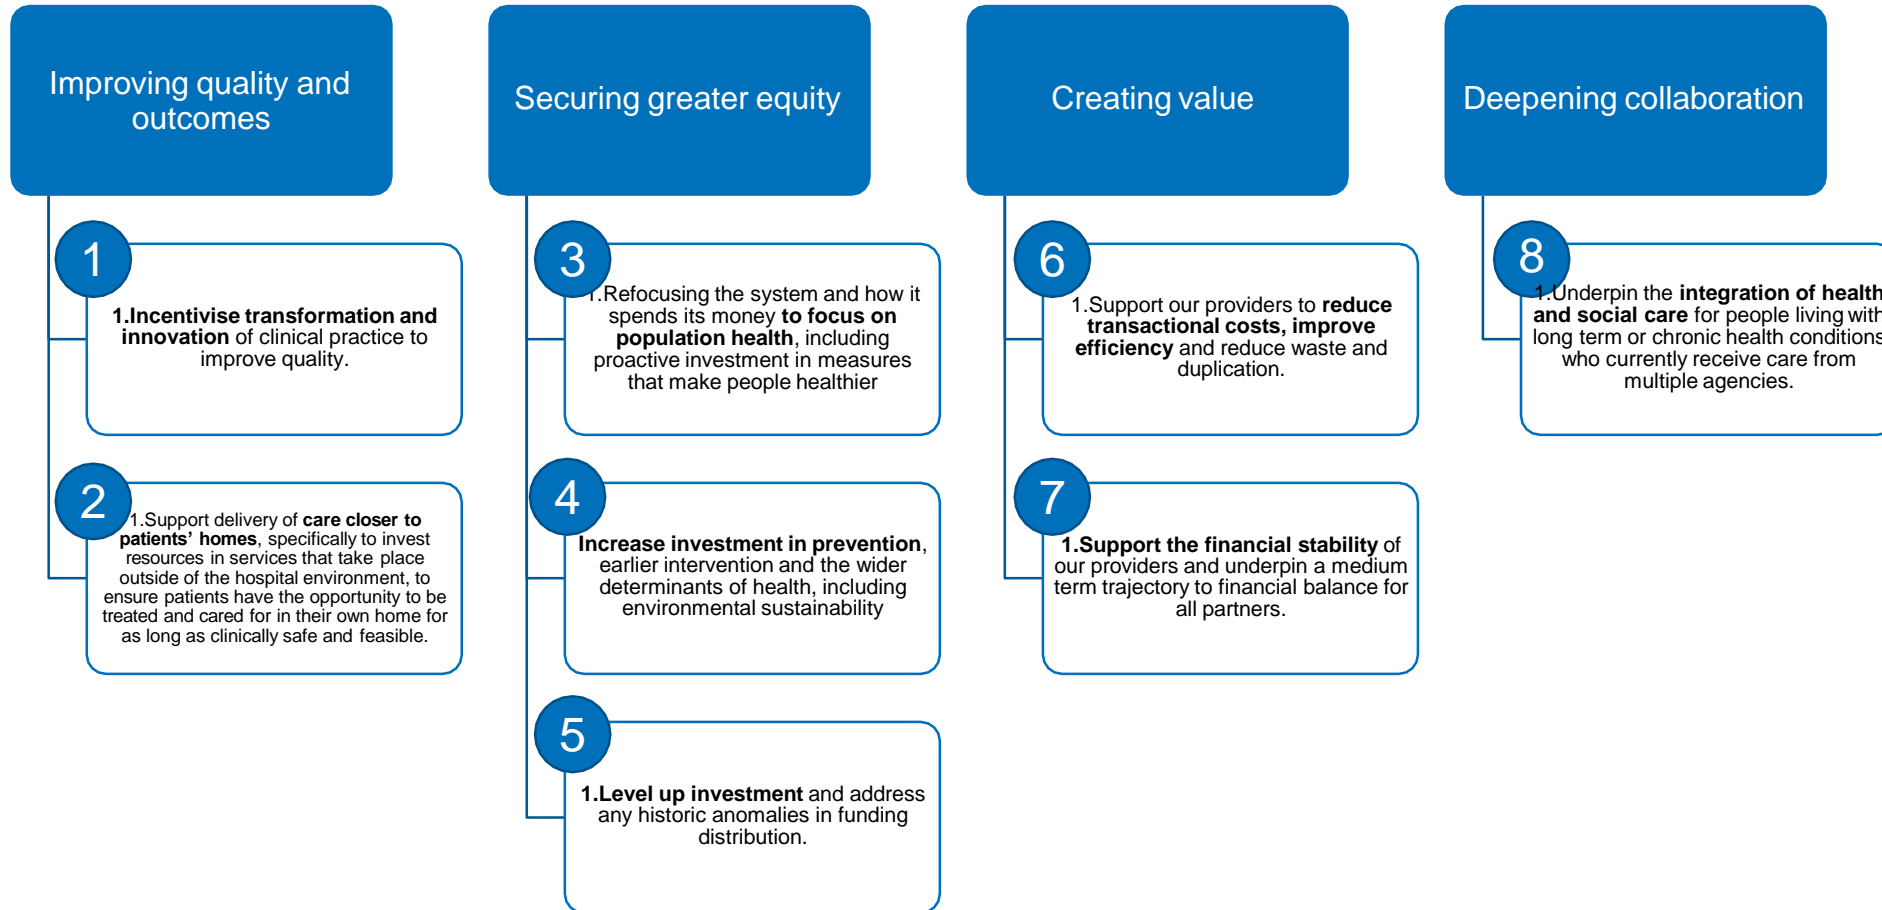 Improving quality and
outcomes
1
1.Incentivise transformation and
innovation of clinical practice to
improve quality.
2
1.Support delivery of care closer to
patients’ homes, specifically to invest
resources in services that take place
outside of the hospital environment, to
ensure patients have the opportunity to be
treated and cared for in their own home for
as long as clinically safe and feasible.
Securing greater equity
3
1.Refocusing the system and how it
spends its money to focus on
population health, including
proactive investment in measures
that make people healthier
4
Increase investment in prevention,
earlier intervention and the wider
determinants of health, including
environmental sustainability
5
1.Level up investment and address
any historic anomalies in funding
distribution.
Creating value
6
1.Support our providers to reduce
transactional costs, improve
efficiency and reduce waste and
duplication.
7
1.Support the financial stability of
our providers and underpin a medium
term trajectory to financial balance for
all partners.
Deepening collaboration
8
1.Underpin the integration of health
and social care for people living with
long term or chronic health conditions
who currently receive care from
multiple agencies.